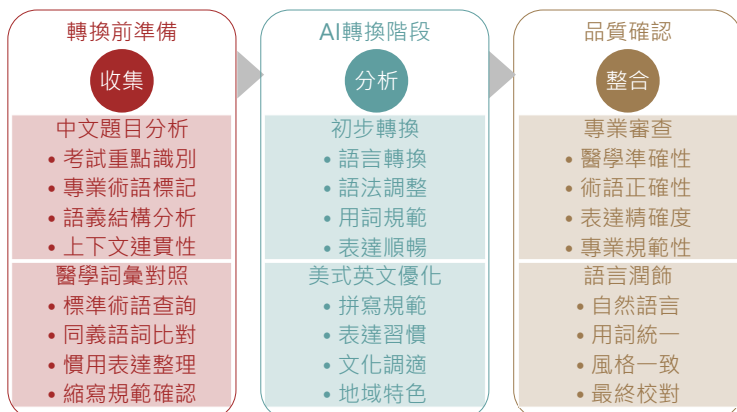 轉換前準備
收集
中文題目分析
• 考試重點識別
• 專業術語標記
• 語義結構分析
• 上下文連貫性
醫學詞彙對照
• 標準術語查詢
• 同義語詞比對
• 慣用表達整理
• 縮寫規範確認
AI轉換階段
分析
初步轉換
• 語言轉換
• 語法調整
• 用詞規範
• 表達順暢
美式英文優化
• 拼寫規範
• 表達習慣
• 文化調適
• 地域特色
品質確認
整合
專業審查
• 醫學準確性
• 術語正確性
• 表達精確度
• 專業規範性
語言潤飾
• 自然語言
• 用詞統一
• 風格一致
• 最終校對